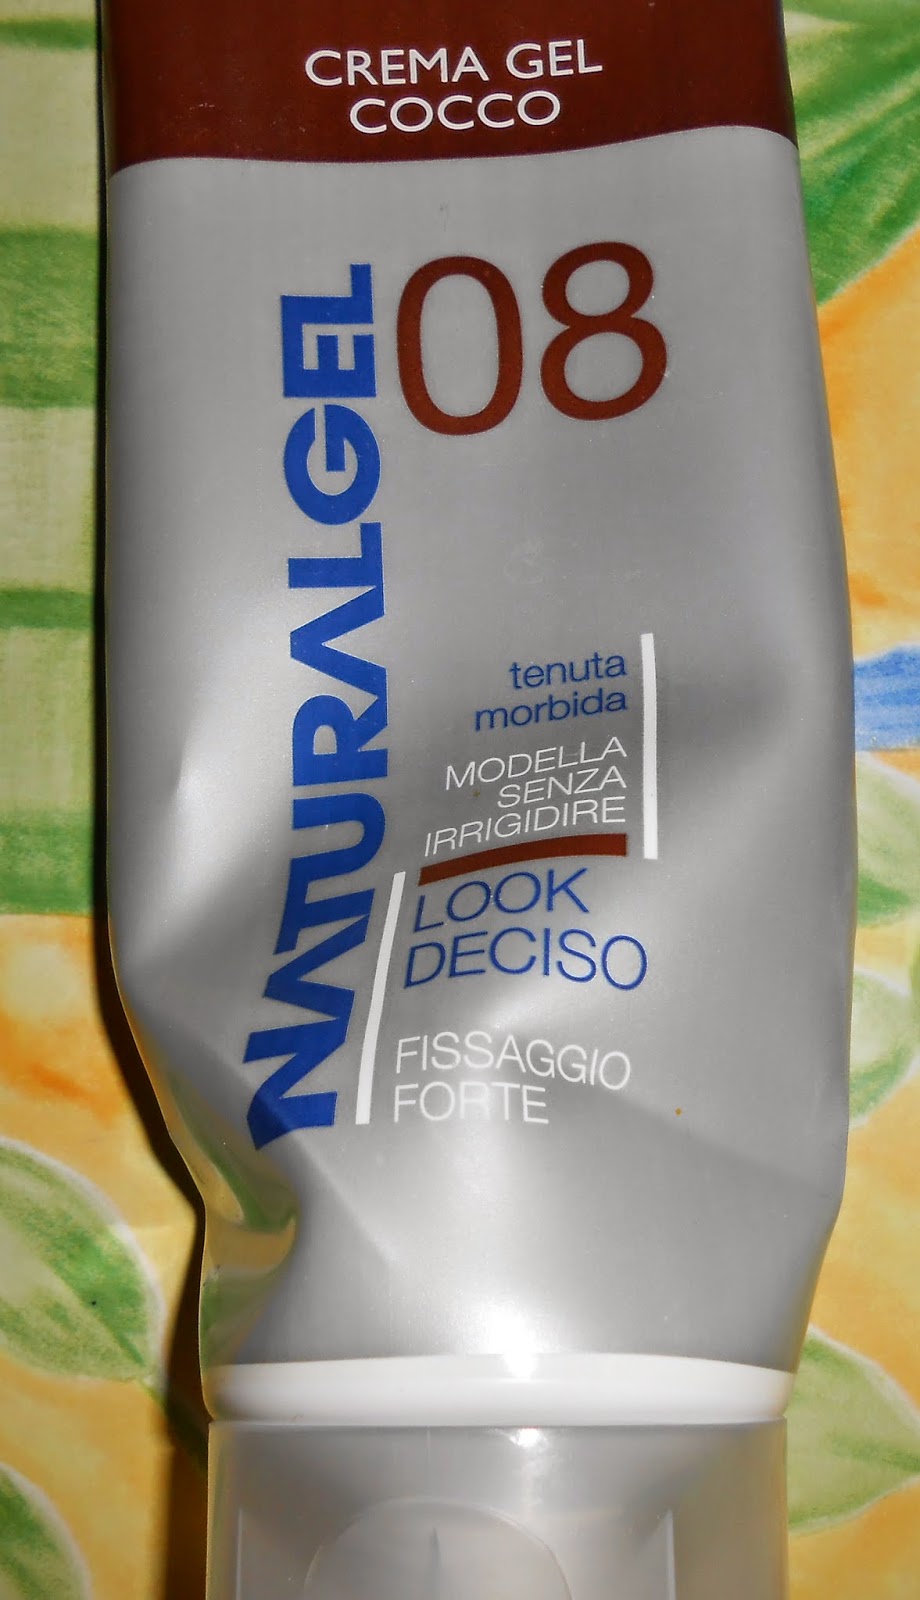 CREMA GEL
COCCO
08
NATURALGEL
tenuta
morbida
MODELLA
SENZA
IRRIGIDIRE
LOOK
DECISO
FISSAGGIO
FORTE